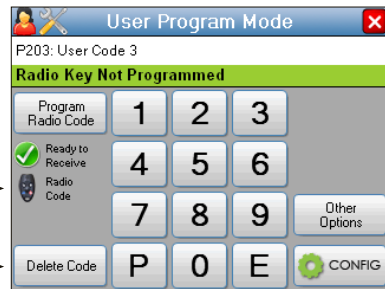 User Program Mode
P203: User Code 3
Radio Key Not Programmed
Program
Radio Code
1 2 3
Ready to
Receive
4 5 6
Radio
Code
7 8 9
Other
Options
Delete Code
P 0 E
CONFIG